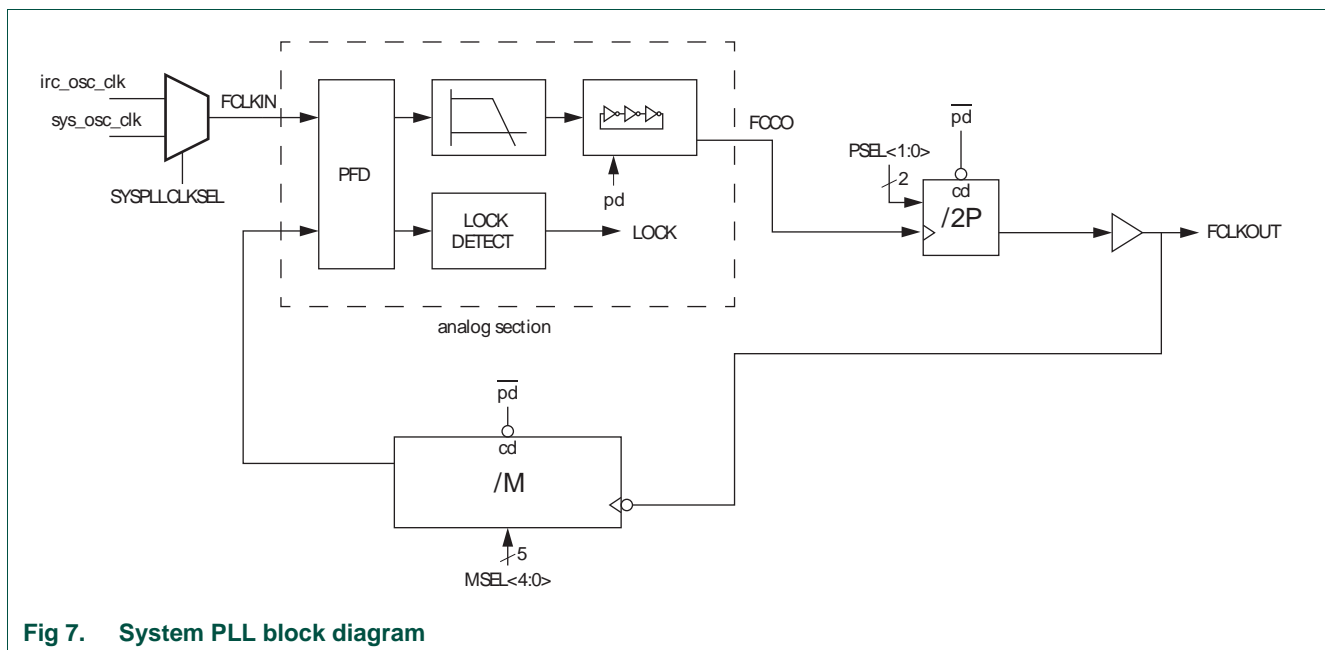 irc_osc_clk
sys_osc_clk
SYSPLLCLKSEL
FCLKIN
PFD
LOCK
DETECT
pd
LOCK
analog section
FCCO
PSEL<1:0>
2
pd
cd
/2P
FCLKOUT
pd
cd
/M
5
MSEL<4:0>
Fig 7. System PLL block diagram